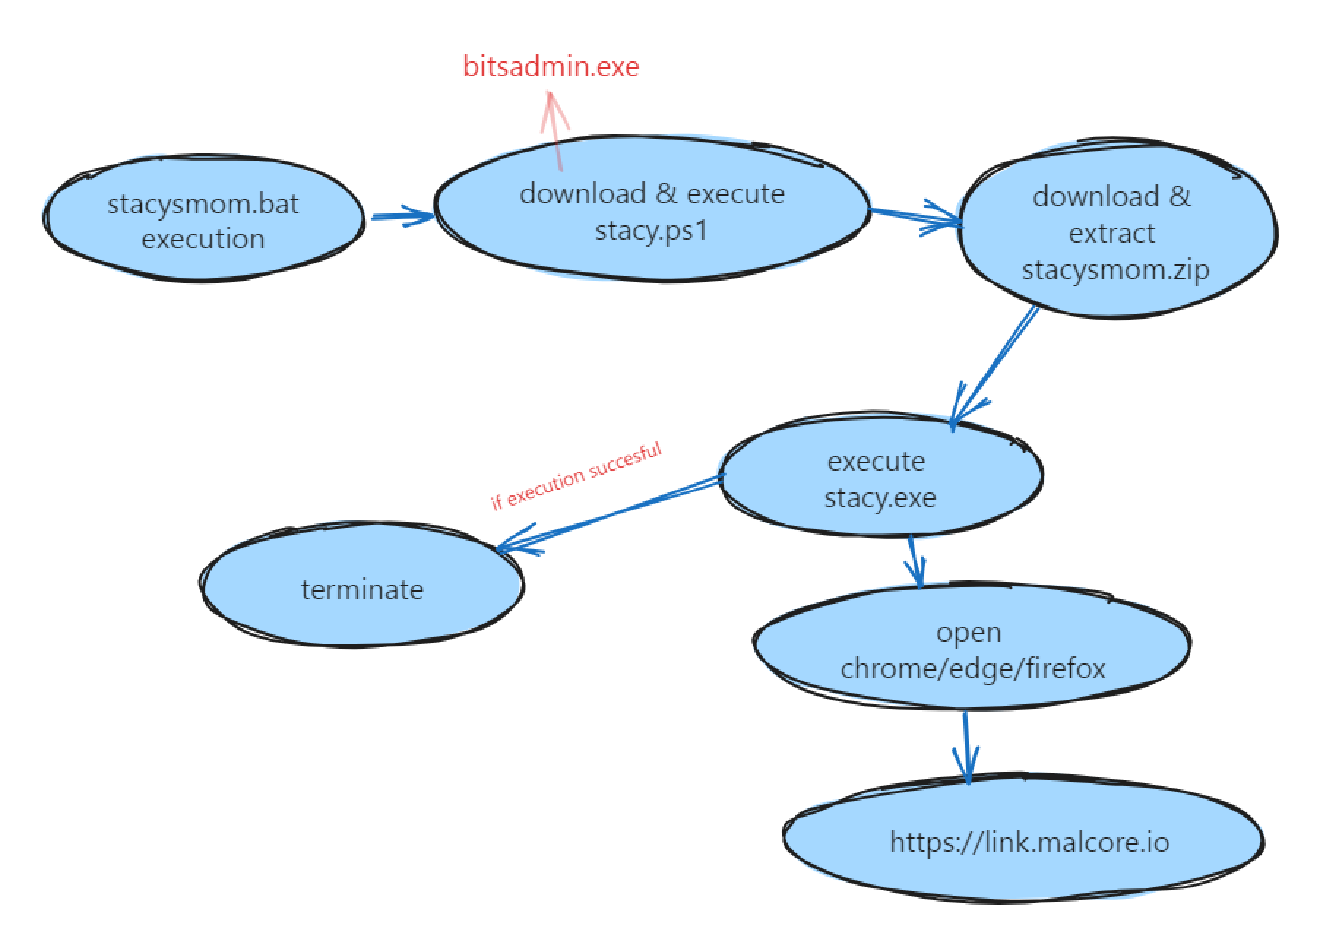 bitsadmin.exe
stacysmom.bat
execution
download & execute
stacy.ps1
download &
extract
stacysmom.zip
execute
stacy.exe
if execution succesful
terminate
open
chrome/edge/firefox
https://link.malcore.io